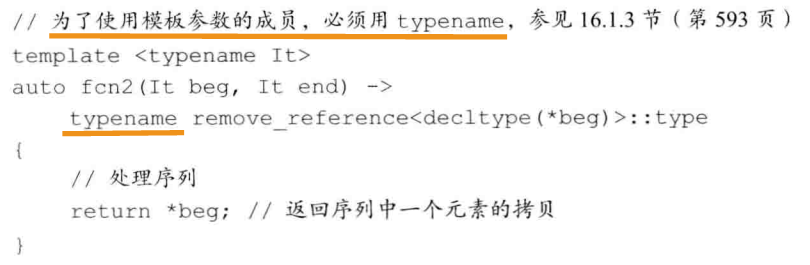 // 为了使用模板参数的成员，必须用 typename，参见 16.1.3 节（第 593 页）
template <typename It>
auto fcn2(It beg, It end) ->
    typename remove_reference<decltype(*beg)>::type
{
    // 处理序列
    return *beg; // 返回序列中一个元素的拷贝
}